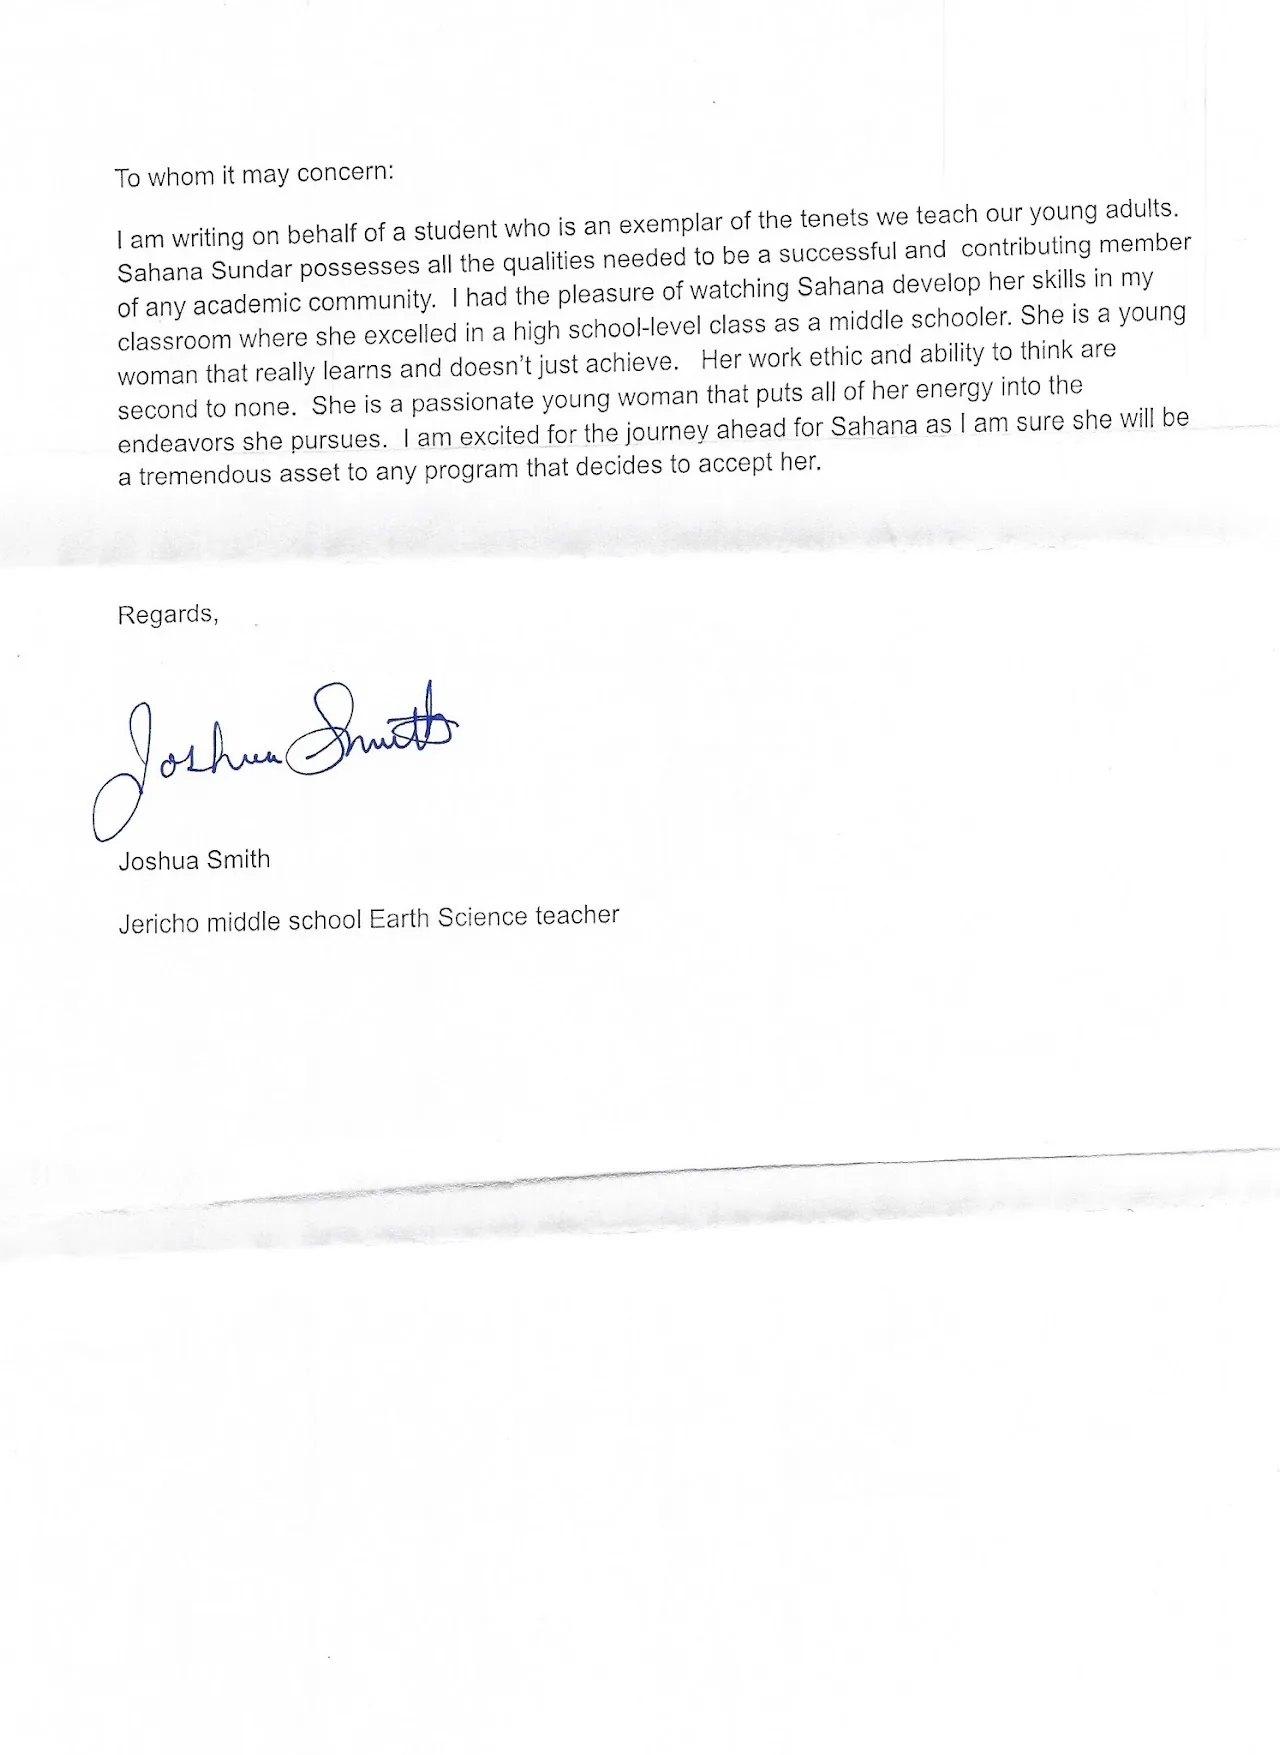 To whom it may concern:
I am writing on behalf of a student who is an exemplar of the tenets we teach our young adults.
Sahana Sundar possesses all the qualities needed to be a successful and contributing member
of any academic community. I had the pleasure of watching Sahana develop her skills in my
classroom where she excelled in a high school-level class as a middle schooler. She is a young
woman that really learns and doesn't just achieve. Her work ethic and ability to think are
second to none. She is a passionate young woman that puts all of her energy into the
endeavors she pursues. I am excited for the journey ahead for Sahana as I am sure she will be
a tremendous asset to any program that decides to accept her.
Regards,
Joshua Smith
Joshua Smith
Jericho middle school Earth Science teacher